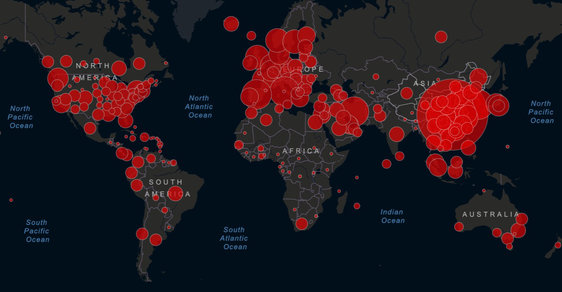 NORTH
AMERICA
North
Pacific
Ocean
North
Atlantic
Ocean
OPE
ASIA
North
Pacific
Ocean
AFRICA
SOUTH
AMERICA
South
Pacific
Ocean
South
Atlantic
Ocean
Indian
Ocean
AUSTRALIA